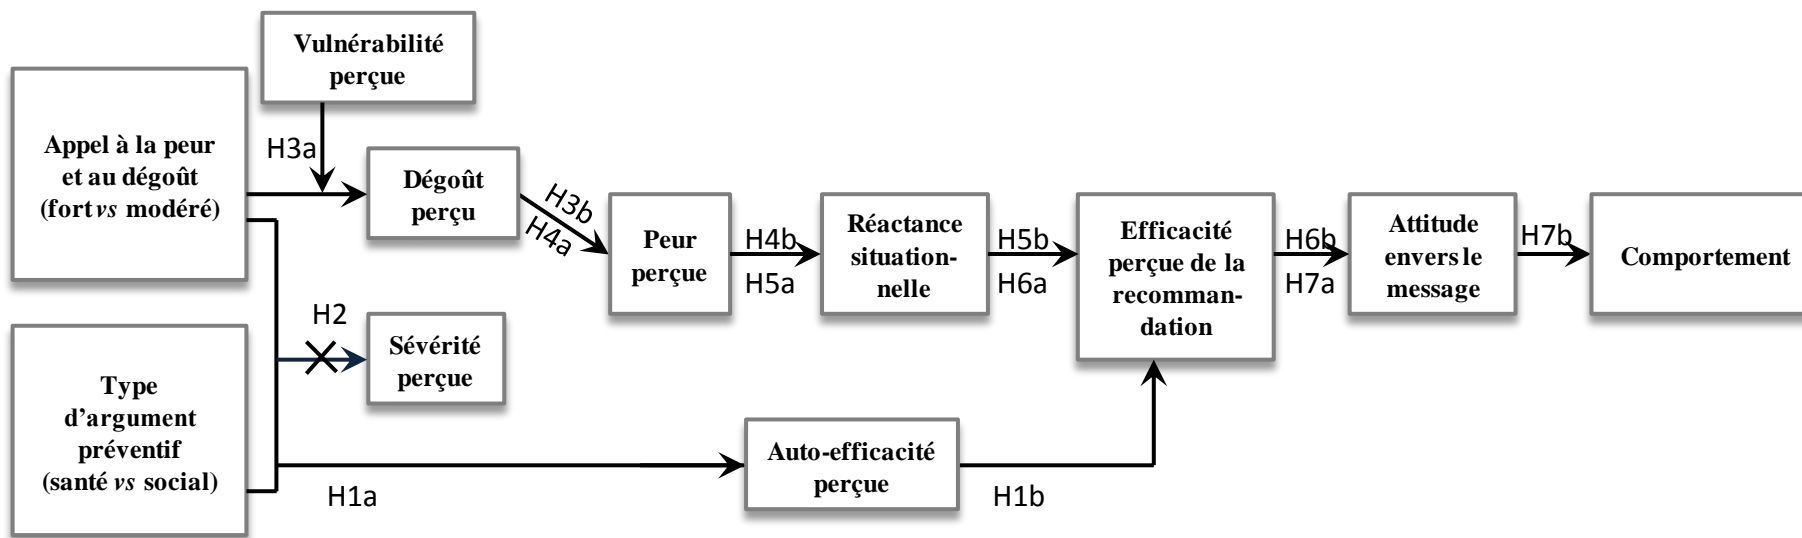 Vulnérabilité
perçue
Appel à la peur
et au dégoût
(fort vs modéré)
H3a
Dégoût
perçu
H3b
H4a
Peur
perçue
H4b
H5a
Réactance
situation-
nelle
H5b
H6a
Efficacité
perçue de la
recomman-
dation
H6b
H7a
Attitude
envers le
message
H7b
Comportement
H2
Sévérité
perçue
Type
d'argument
préventif
(santé vs social)
H1a
Auto-efficacité
perçue
H1b